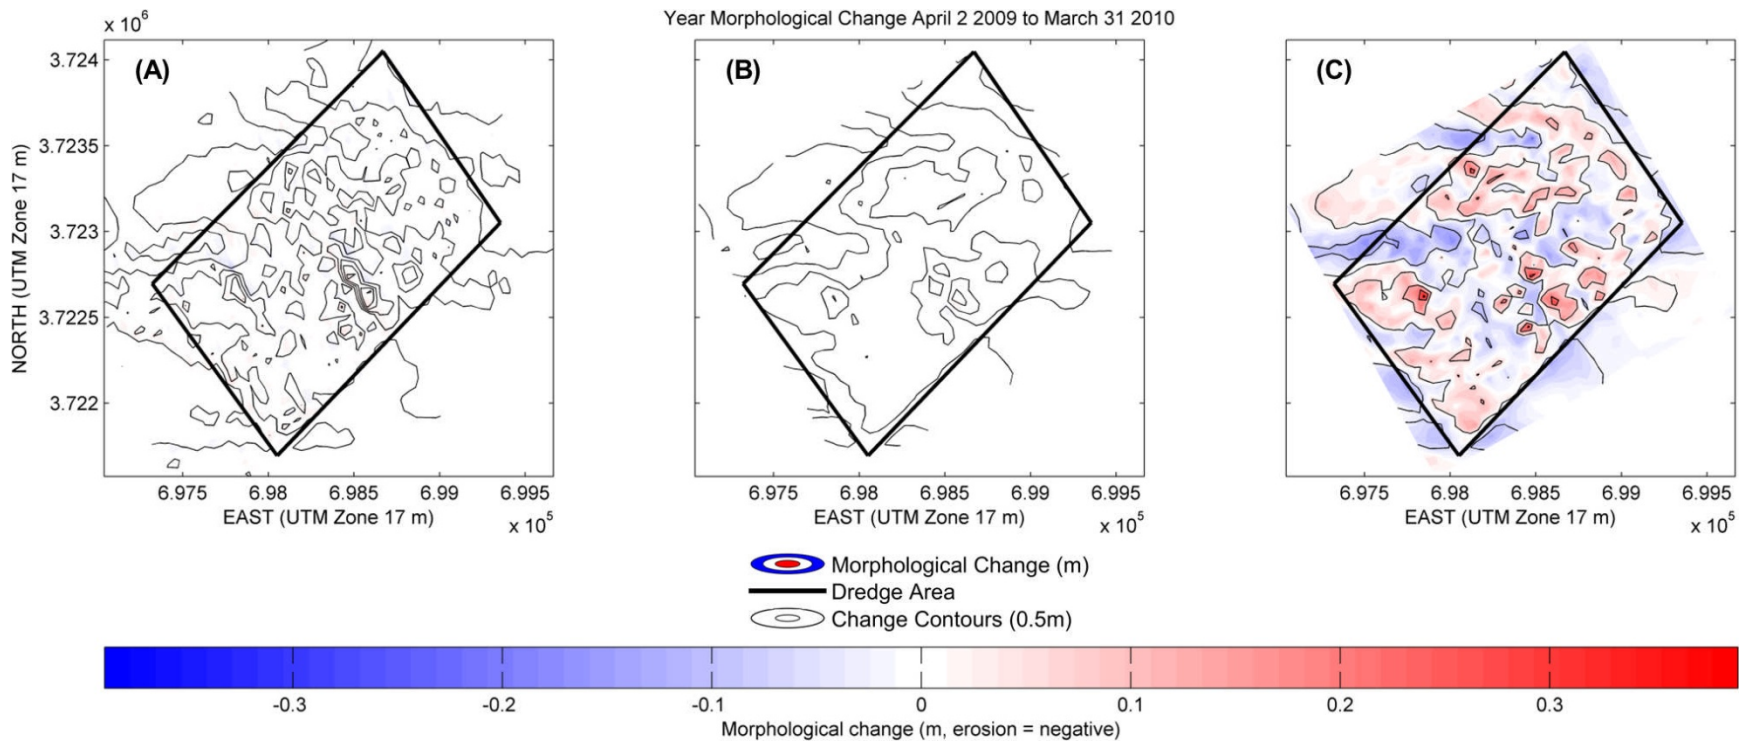 Year Morphological Change April 2 2009 to March 31 2010
x 10^6
(A)
(B)
(C)
3.724
3.7235
3.723
3.7225
3.722
NORTH (UTM Zone 17 m)
6.975 6.98 6.985 6.99 6.995
6.975 6.98 6.985 6.99 6.995
6.975 6.98 6.985 6.99 6.995
EAST (UTM Zone 17 m)
x 10^5
EAST (UTM Zone 17 m)
x 10^5
EAST (UTM Zone 17 m)
x 10^5
Morphological Change (m)
Dredge Area
Change Contours (0.5m)
-0.3 -0.2 -0.1 0 0.1 0.2 0.3
Morphological change (m, erosion = negative)